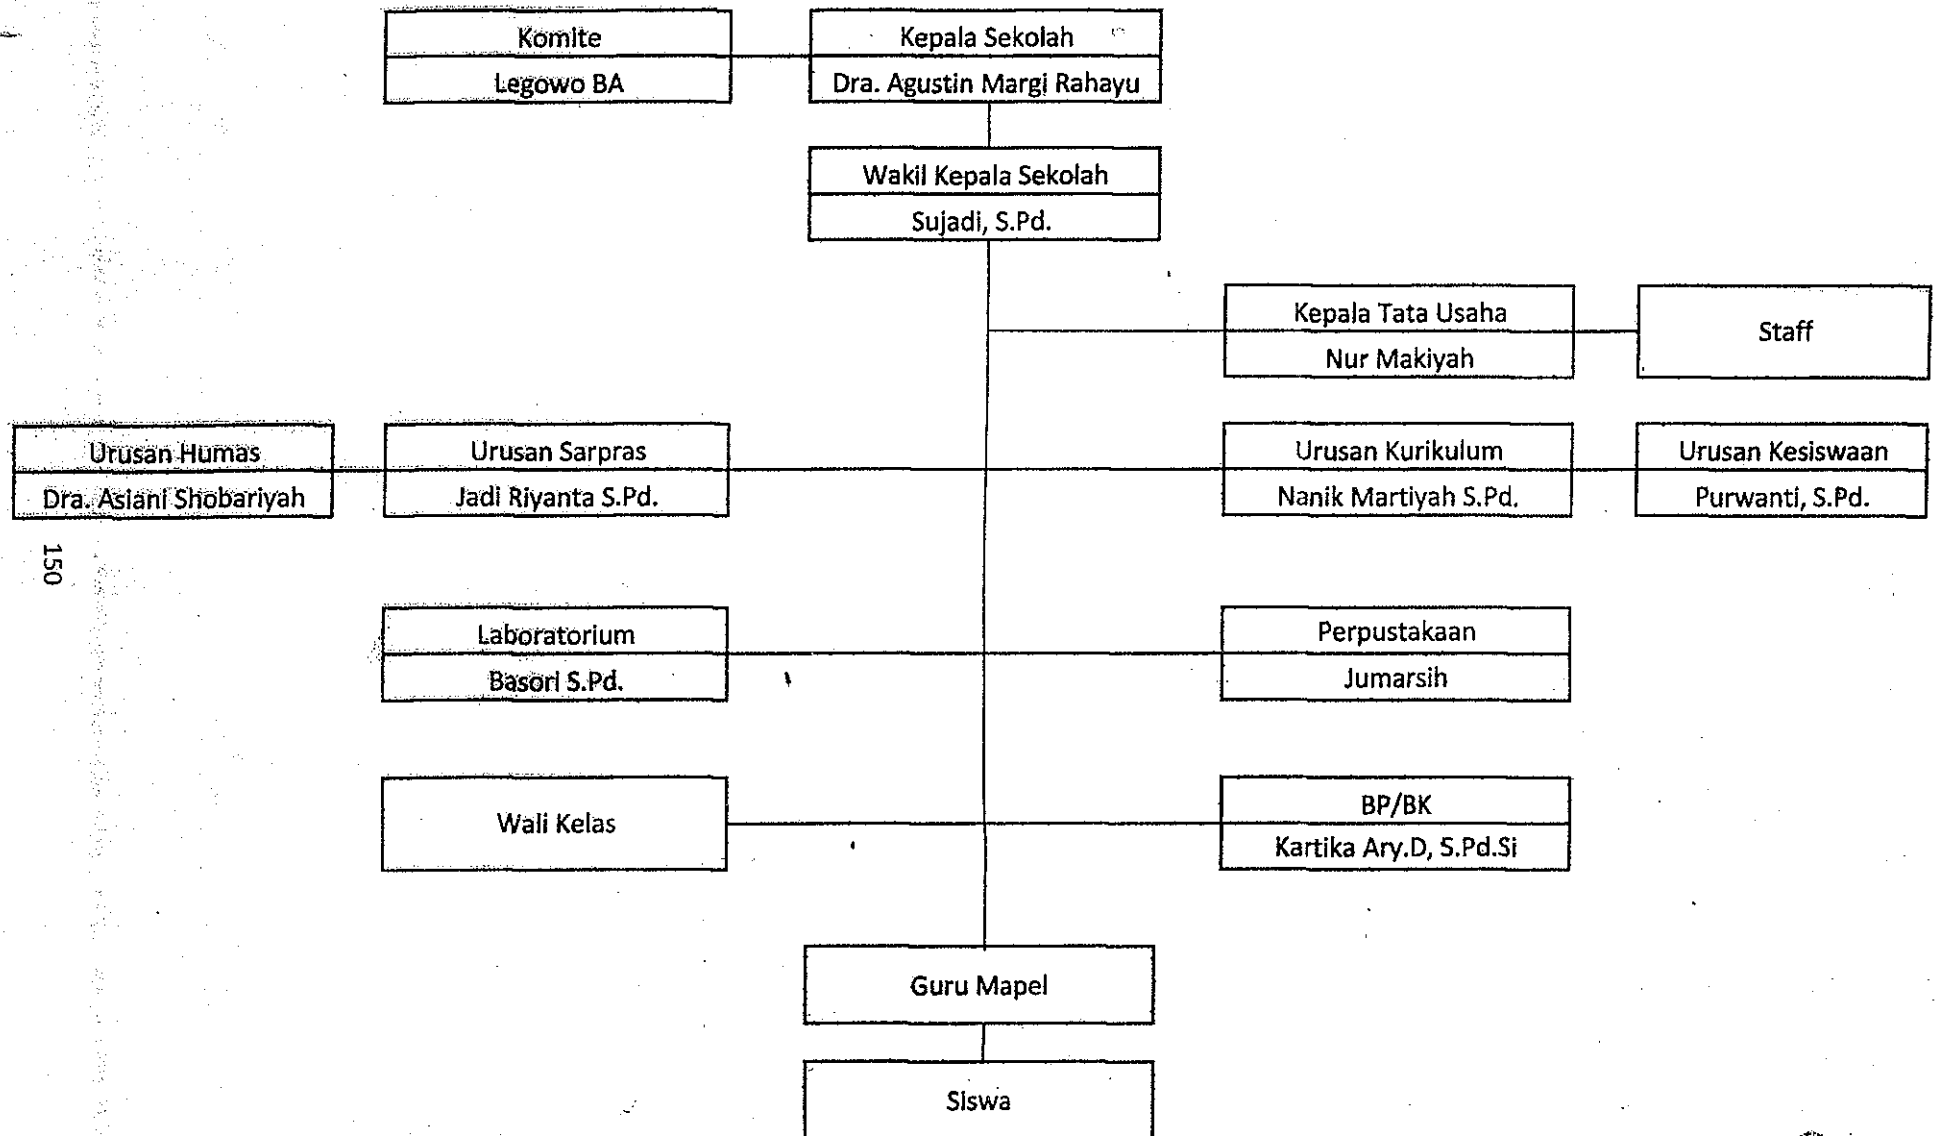 Komite
Legowo BA
Kepala Sekolah
Dra. Agustin Margi Rahayu
Wakil Kepala Sekolah
Sujadi, S.Pd.
Kepala Tata Usaha
Nur Makiyah
Staff
Urusan Humas
Dra. Asiani Shobariyah
Urusan Sarpras
Jadi Riyanta S.Pd.
Urusan Kurikulum
Nanik Martiyah S.Pd.
Urusan Kesiswaan
Purwanti, S.Pd.
150
Laboratorium
Basori S.Pd.
Perpustakaan
Jumarsih
Wali Kelas
BP/BK
Kartika Ary.D, S.Pd.Si
Guru Mapel
Siswa